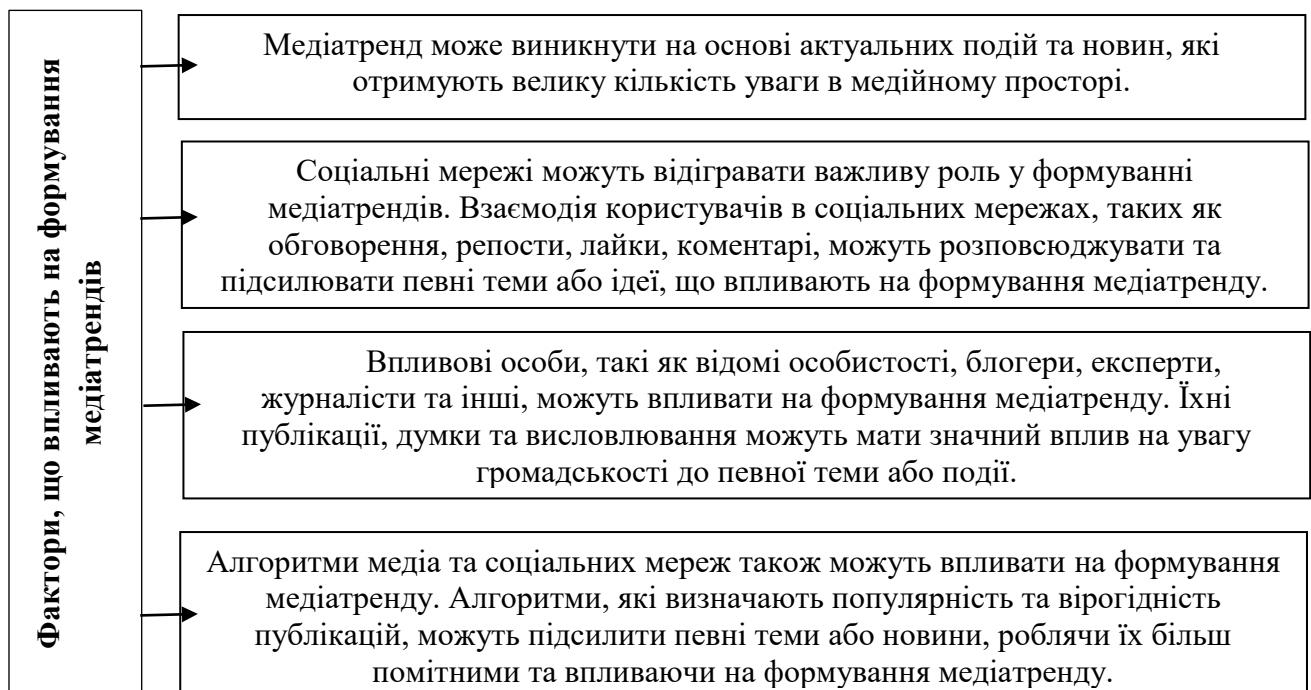 Фактори, що впливають на формування
медіатрендів
Медіатренд може виникнути на основі актуальних подій та новин, які
отримують велику кількість уваги в медійному просторі.
Соціальні мережі можуть відігравати важливу роль у формуванні
медіатрендів. Взаємодія користувачів в соціальних мережах, таких як
обговорення, репости, лайки, коментарі, можуть розповсюджувати та
підсилювати певні теми або ідеї, що впливають на формування медіатренду.
Впливові особи, такі як відомі особистості, блогери, експерти,
журналісти та інші, можуть впливати на формування медіатренду. Їхні
публікації, думки та висловлювання можуть мати значний вплив на увагу
громадськості до певної теми або події.
Алгоритми медіа та соціальних мереж також можуть впливати на формування
медіатренду. Алгоритми, які визначають популярність та вірогідність
публікацій, можуть підсилити певні теми або новини, роблячи їх більш
помітними та впливаючи на формування медіатренду.